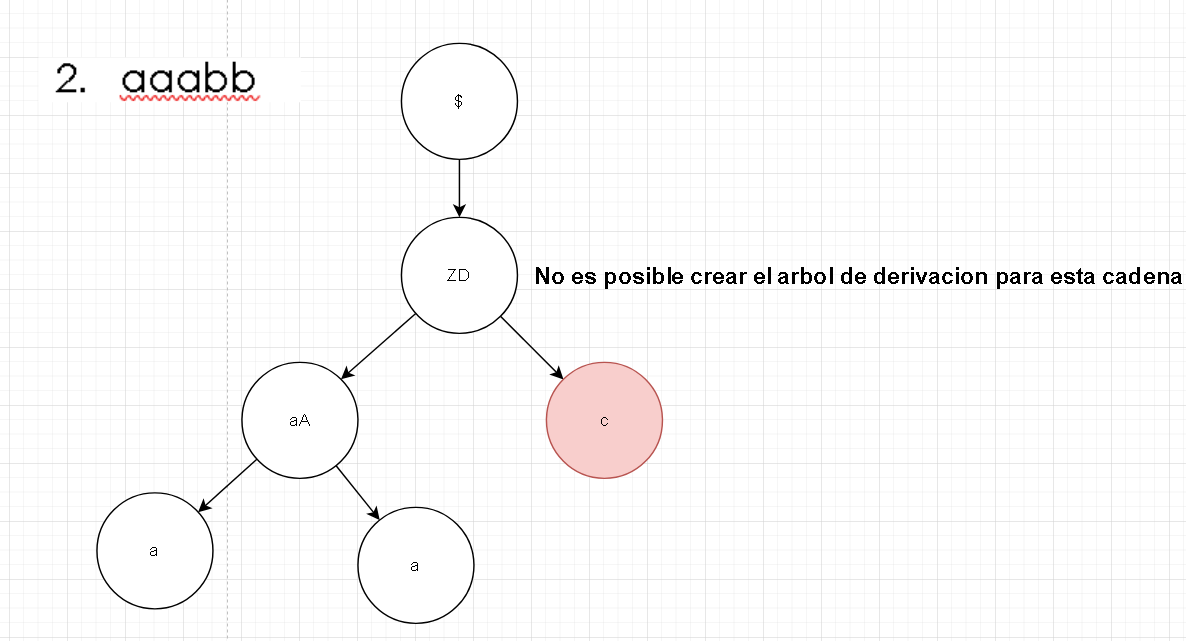 2. aaabb
$
ZD
No es posible crear el arbol de derivacion para esta cadena
aA
c
a
a